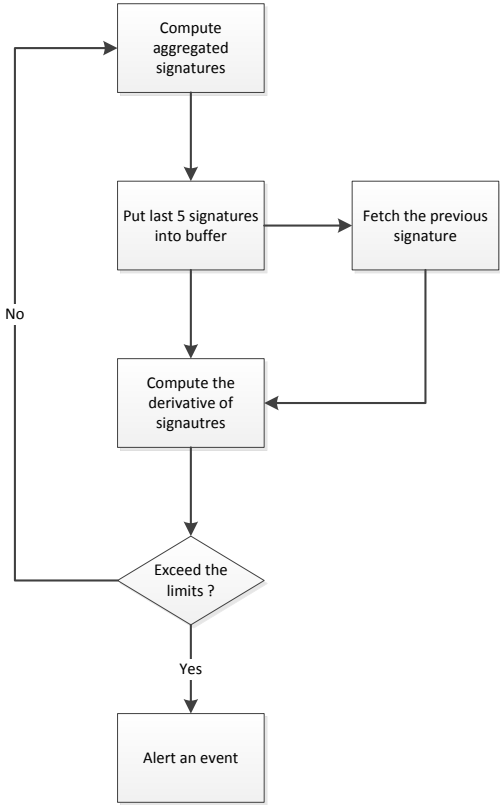 Compute
aggregated
signatures
Put last 5 signatures
into buffer
Fetch the previous
signature
No
Compute the
derivative of
signautres
Exceed the
limits ?
Yes
Alert an event